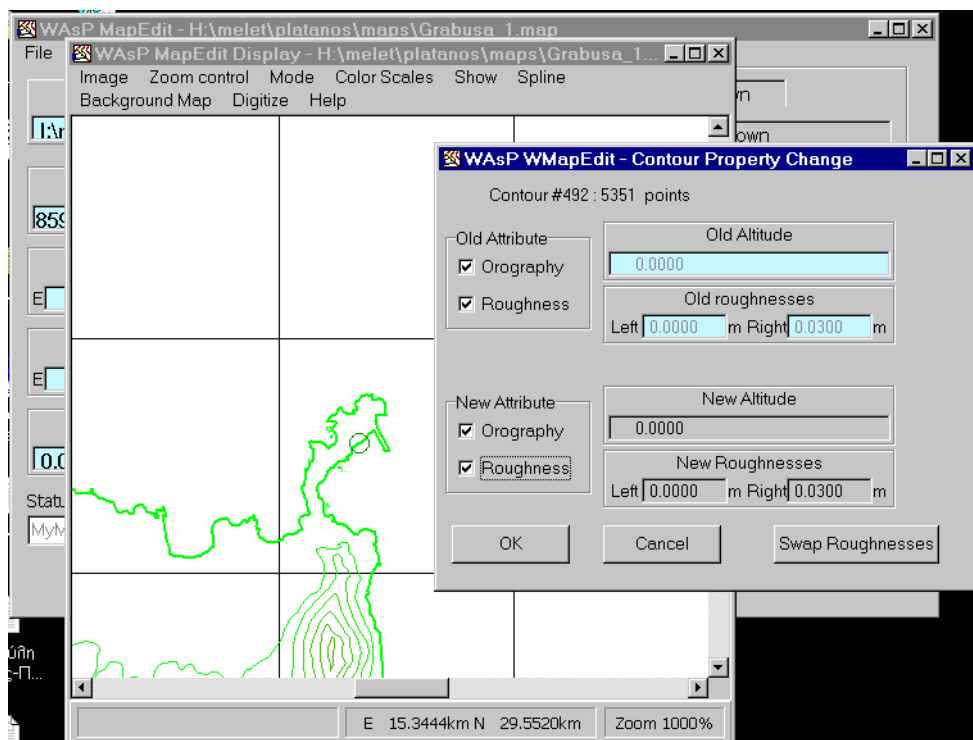 WAsP MapEdit - H:\melet\platanos\maps\Grabusa_1.map
File
WAsP MapEdit Display - H:\melet\platanos\maps\Grabusa_1...
Image Zoom control Mode Color Scales Show Spline
Background Map Digitize Help
859
E
E
0.0
WAsP WMapEdit - Contour Property Change
Contour #492 : 5351 points
Old Attribute
Orography
Roughness
Old Altitude
0.0000
Old roughnesses
Left 0.0000 m Right 0.0300 m
New Attribute
Orography
Roughness
New Altitude
0.0000
New Roughnesses
Left 0.0000 m Right 0.0300 m
OK Cancel Swap Roughnesses
E 15.3444km N 29.5520km Zoom 1000%